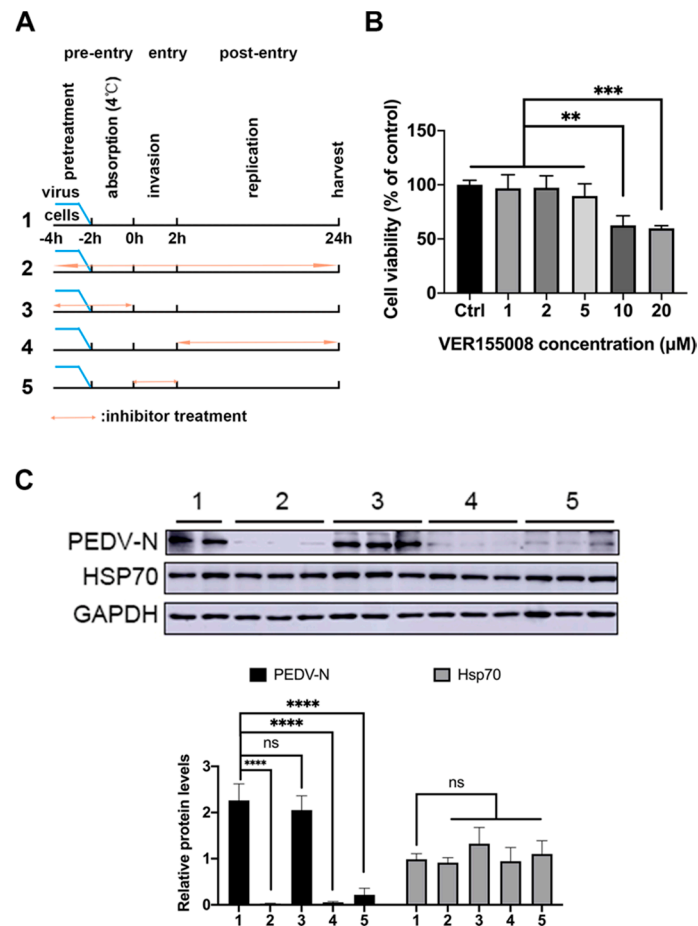 A
pre-entry entry post-entry
pretreatment
absorption (4℃)
invasion
replication
harvest
virus
cells
1
-4h -2h 0h 2h 24h
2
3
4
5
:inhibitor treatment
B
***
**
Cell viability (% of control)
150
100
50
0
Ctrl 1 2 5 10 20
VER155008 concentration (μM)
C
1 2 3 4 5
PEDV-N
HSP70
GAPDH
PEDV-N Hsp70
****
****
ns
****
ns
Relative protein levels
3
2
1
0
1 2 3 4 5 1 2 3 4 5